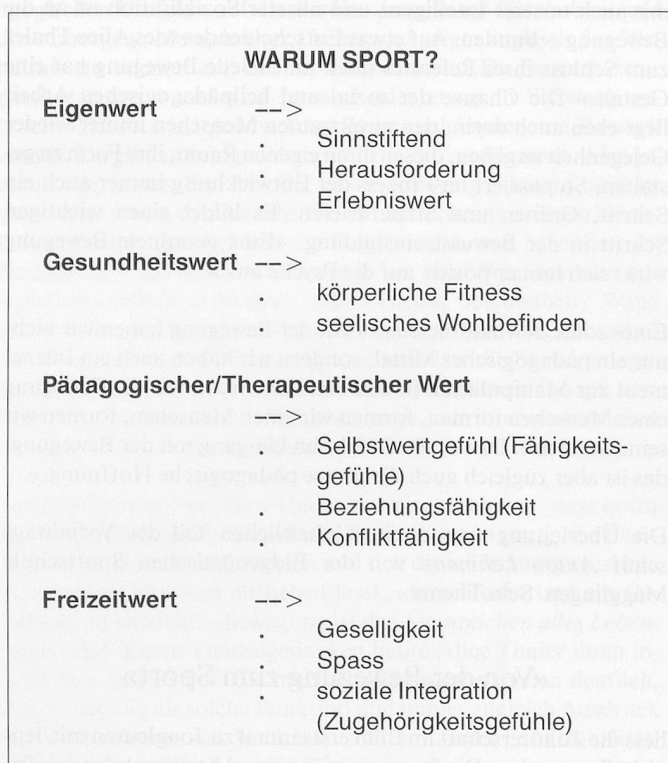 WARUM SPORT?
Eigenwert -->
. Sinnstiftend
. Herausforderung
. Erlebniswert
Gesundheitswert -->
. körperliche Fitness
. seelisches Wohlbefinden
Pädagogischer/Therapeutischer Wert
-->
. Selbstwertgefühl (Fähigkeits-
gefühle)
. Beziehungsfähigkeit
. Konfliktfähigkeit
Freizeitwert -->
. Geselligkeit
. Spass
. soziale Integration
(Zugehörigkeitsgefühle)